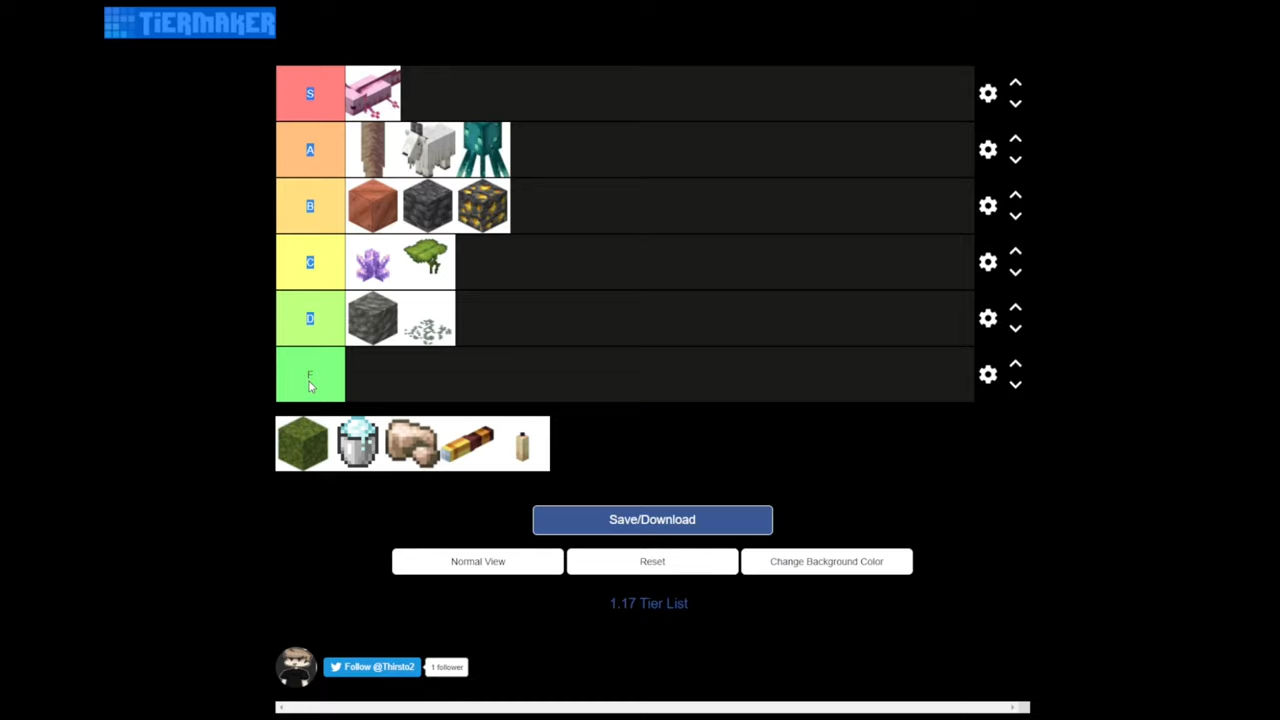 TiERMAKER
S
A
B
C
D
F
Save/Download
Normal View
Reset
Change Background Color
1.17 Tier List
Follow @Thirsto2
1 follower